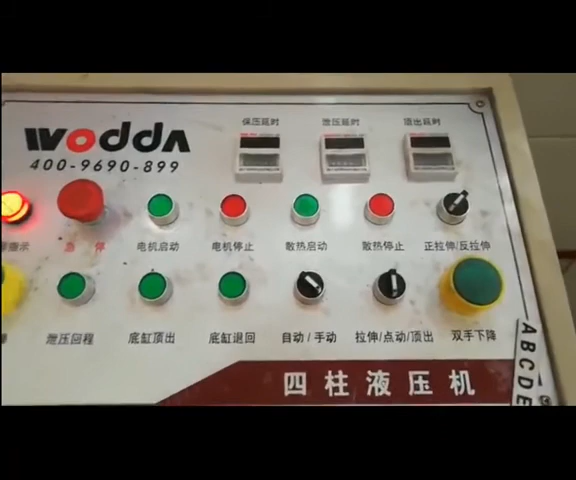 保压延时 泄压延时 顶出延时
wodda
400-9690-899
急停 电机启动 电机停止 散热启动 散热停止 正拉伸/反拉伸
泄压回程 底缸顶出 底缸退回 自动/手动 拉伸/点动/顶出 双手下降
四柱液压机
ABCDE